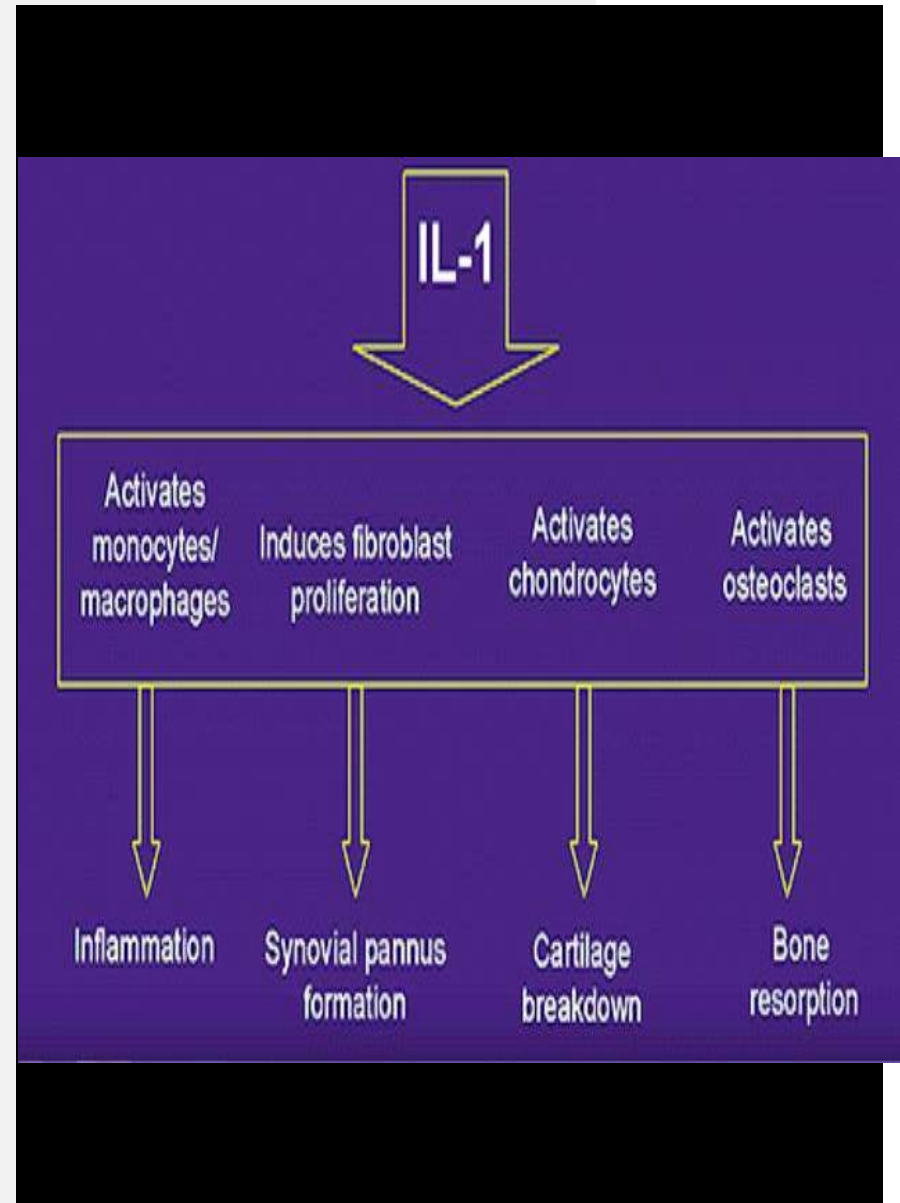 IL-1
Activates
monocytes/
macrophages
Induces fibroblast
proliferation
Activates
chondrocytes
Activates
osteoclasts
Inflammation
Synovial pannus
formation
Cartilage
breakdown
Bone
resorption